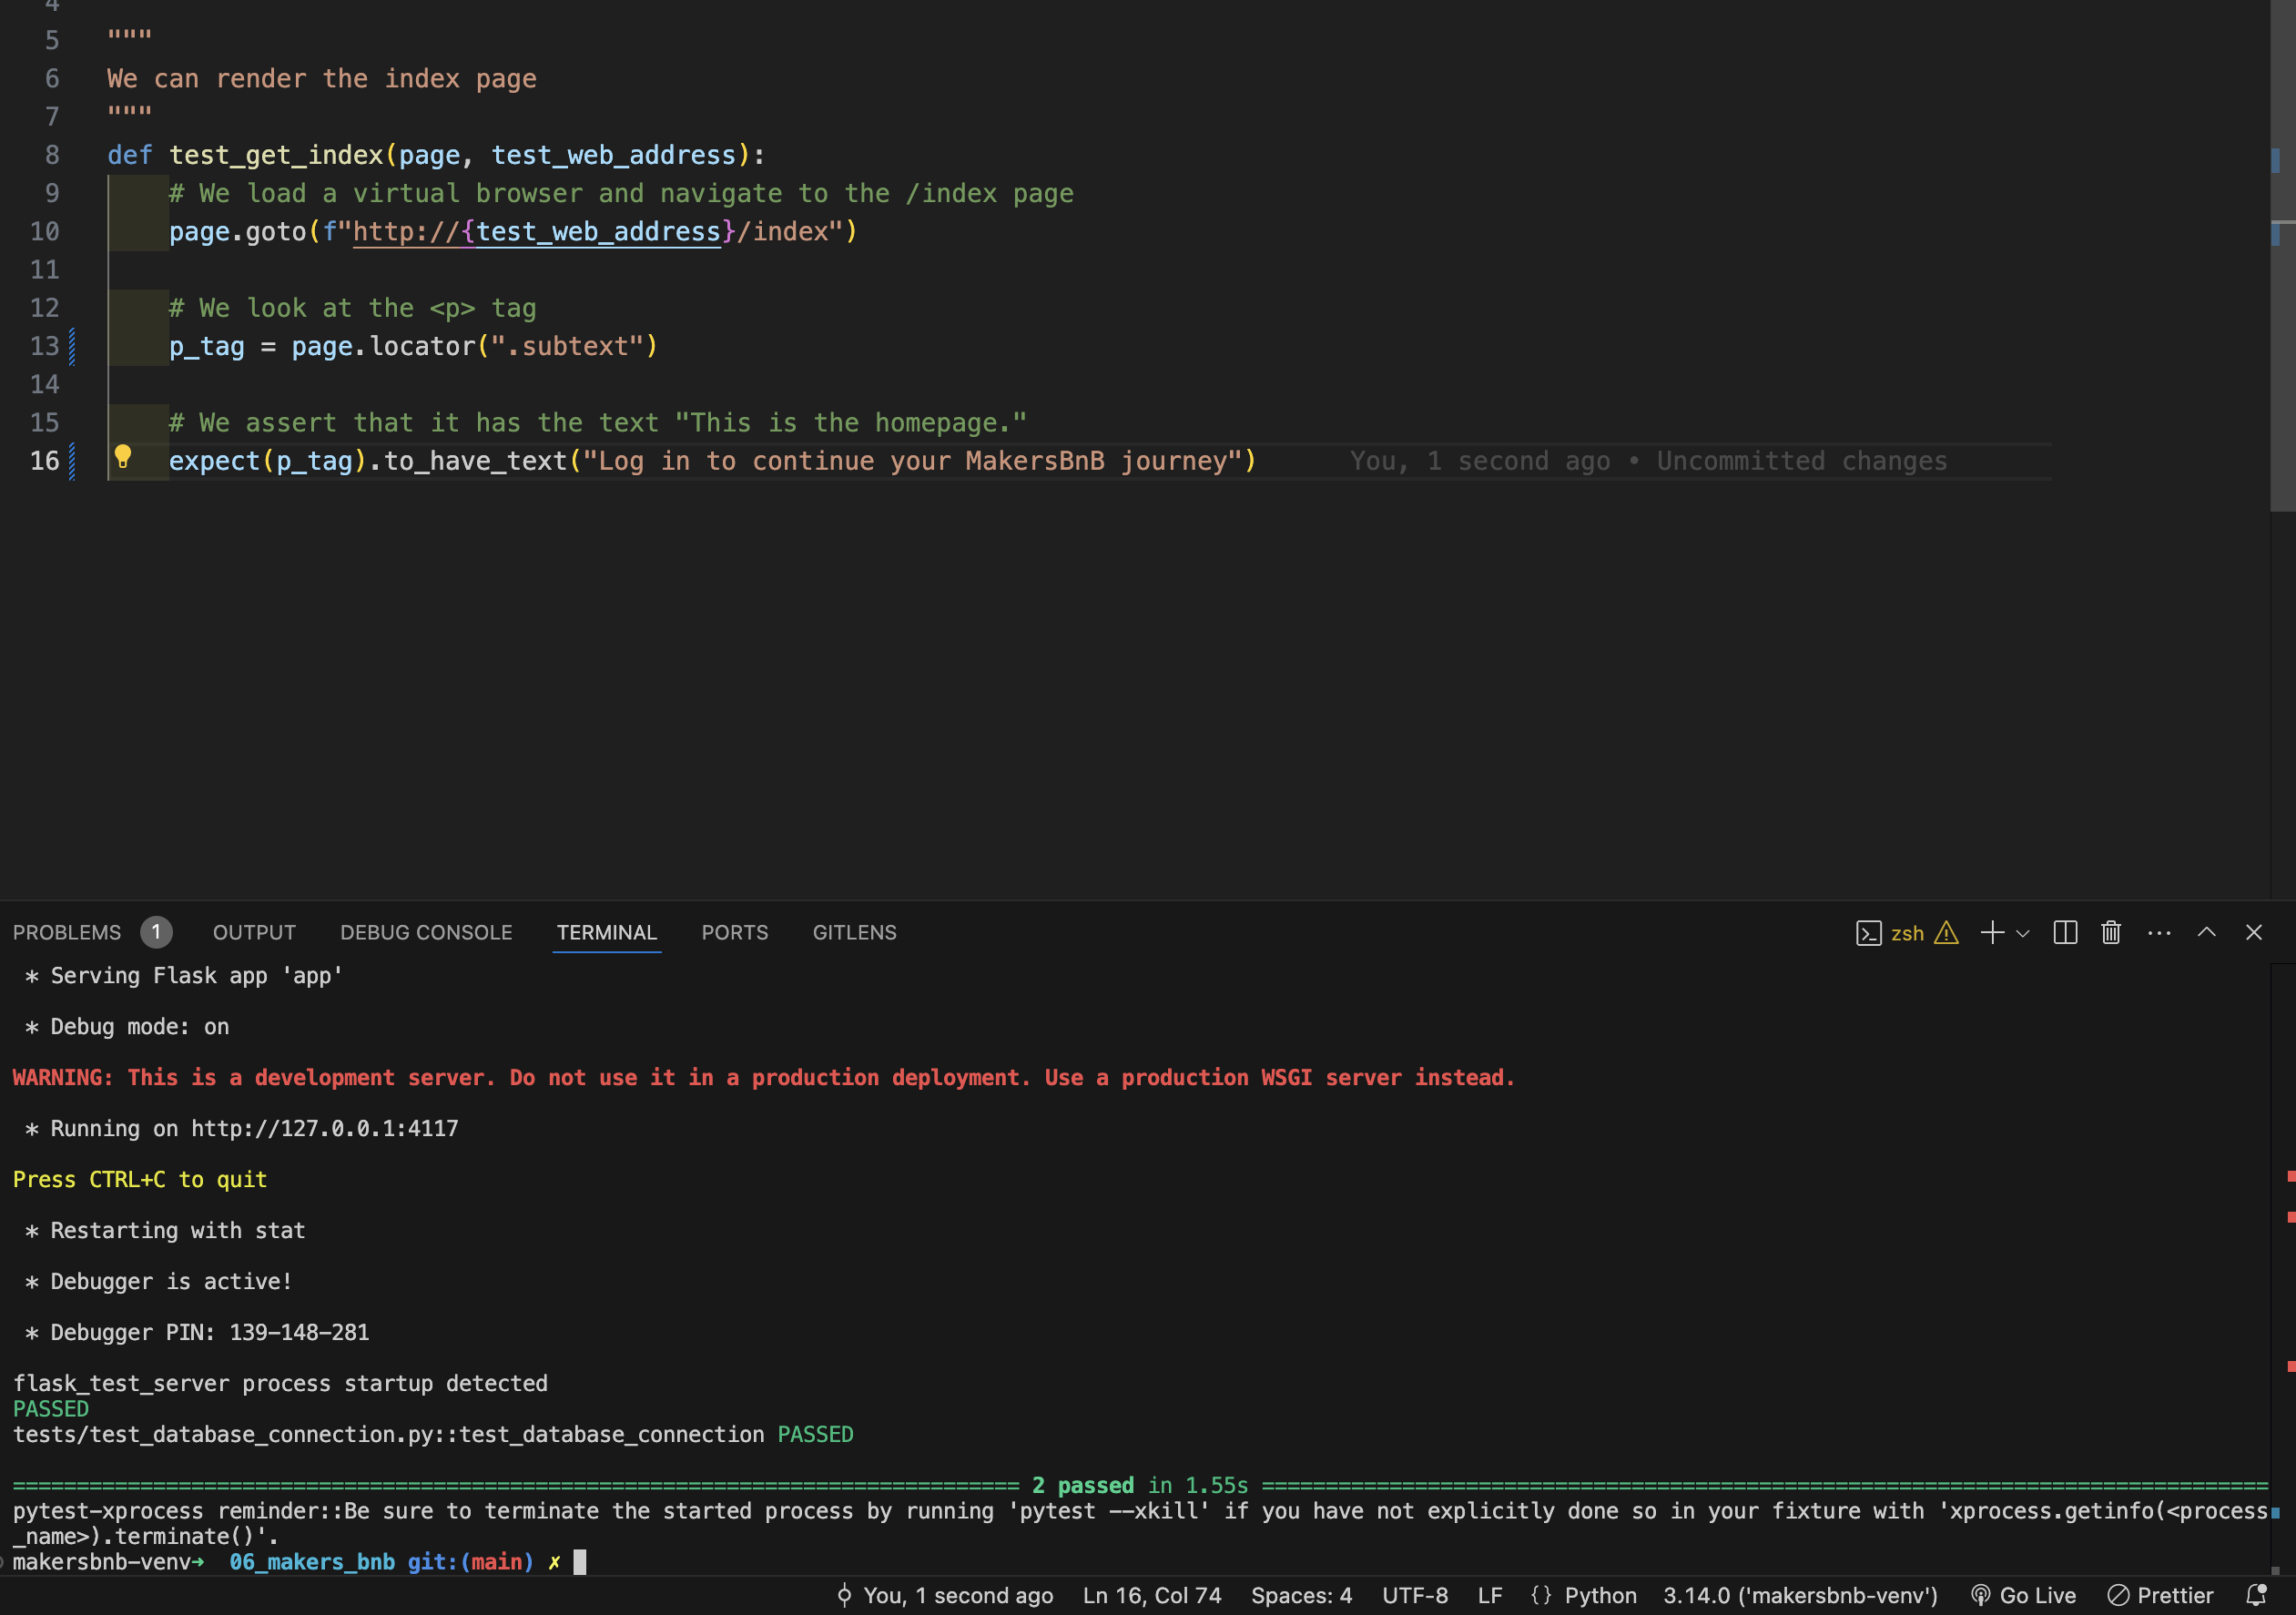 4
5 """
6 We can render the index page
7 """
8 def test_get_index(page, test_web_address):
9 # We load a virtual browser and navigate to the /index page
10 page.goto(f"http://{test_web_address}/index")
11
12 # We look at the <p> tag
13 p_tag = page.locator(".subtext")
14
15 # We assert that it has the text "This is the homepage."
16 expect(p_tag).to_have_text("Log in to continue your MakersBnB journey") You, 1 second ago • Uncommitted changes
PROBLEMS 1 OUTPUT DEBUG CONSOLE TERMINAL PORTS GITLENS zsh
* Serving Flask app 'app'
* Debug mode: on
WARNING: This is a development server. Do not use it in a production deployment. Use a production WSGI server instead.
* Running on http://127.0.0.1:4117
Press CTRL+C to quit
* Restarting with stat
* Debugger is active!
* Debugger PIN: 139-148-281
flask_test_server process startup detected
PASSED
tests/test_database_connection.py::test_database_connection PASSED
=============================================================================== 2 passed in 1.55s ===============================================================================
pytest-xprocess reminder::Be sure to terminate the started process by running 'pytest --xkill' if you have not explicitly done so in your fixture with 'xprocess.getinfo(<process
_name>).terminate()'.
makersbnb-venv→ 06_makers_bnb git:(main) ✗
You, 1 second ago Ln 16, Col 74 Spaces: 4 UTF-8 LF {} Python 3.14.0 ('makersbnb-venv') Go Live Prettier